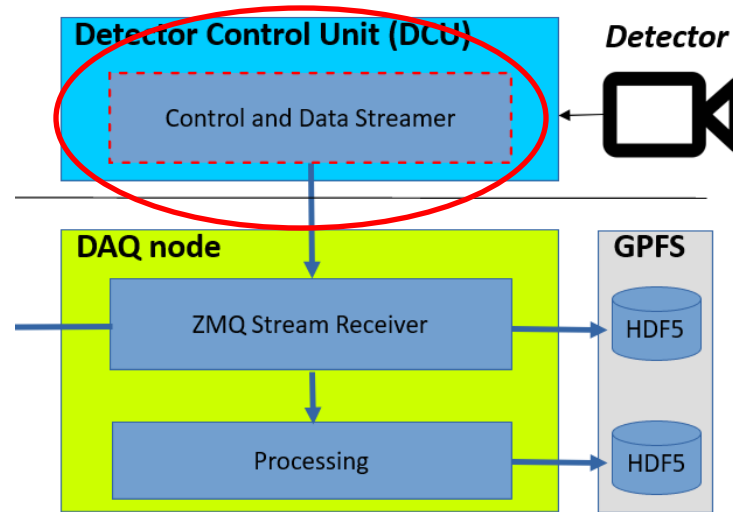 Detector Control Unit (DCU)
Detector
Control and Data Streamer
DAQ node
GPFS
ZMQ Stream Receiver
HDF5
Processing
HDF5